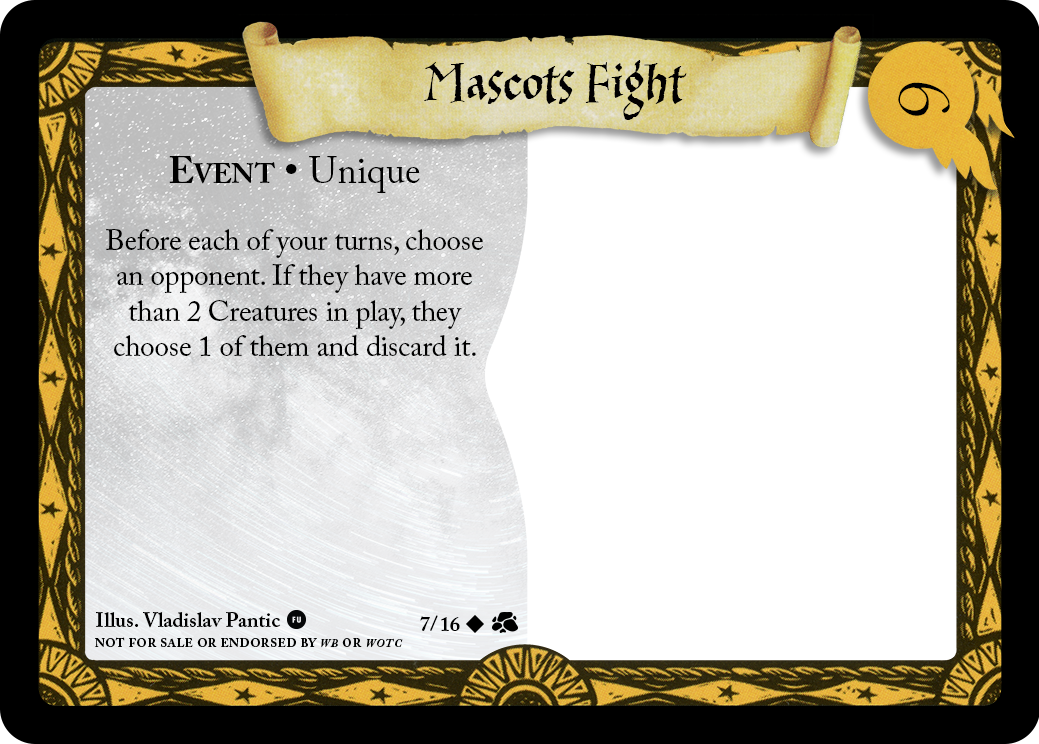 Mascots Fight
6
EVENT • Unique
Before each of your turns, choose
an opponent. If they have more
than 2 Creatures in play, they
choose 1 of them and discard it.
Illus. Vladislav Pantic FU
7/16
NOT FOR SALE OR ENDORSED BY WB OR WOTC